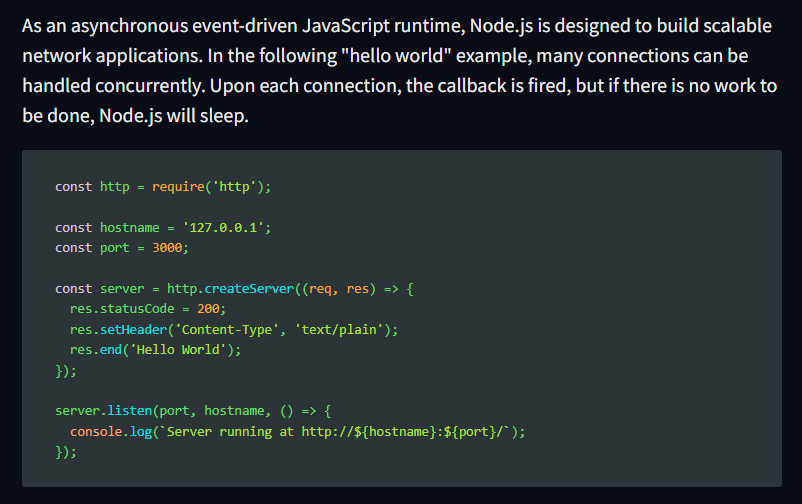 As an asynchronous event-driven JavaScript runtime, Node.js is designed to build scalable
network applications. In the following "hello world" example, many connections can be
handled concurrently. Upon each connection, the callback is fired, but if there is no work to
be done, Node.js will sleep.
const http = require('http');
const hostname = '127.0.0.1';
const port = 3000;
const server = http.createServer((req, res) => {
  res.statusCode = 200;
  res.setHeader('Content-Type', 'text/plain');
  res.end('Hello World');
});
server.listen(port, hostname, () => {
  console.log(`Server running at http://${hostname}:${port}/`);
});